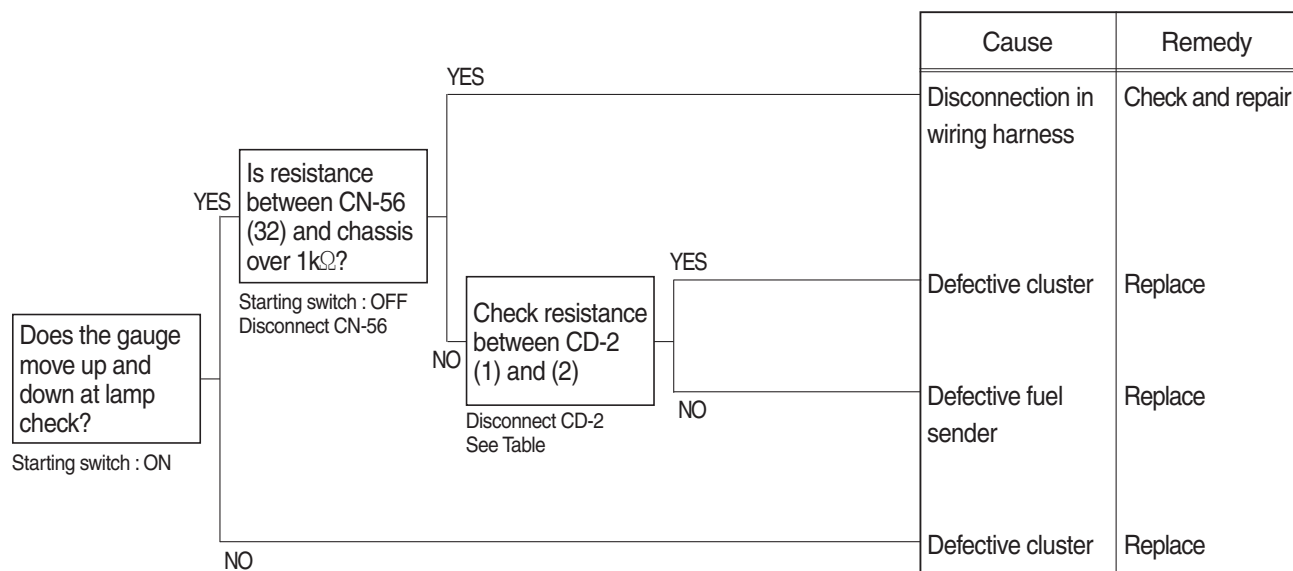 Cause
Remedy
YES
Disconnection in
wiring harness
Check and repair
YES
Is resistance
between CN-56
(32) and chassis
over 1kΩ?
Starting switch : OFF
Disconnect CN-56
YES
Defective cluster
Replace
Does the gauge
move up and
down at lamp
check?
Starting switch : ON
NO
Check resistance
between CD-2
(1) and (2)
Disconnect CD-2
See Table
NO
Defective fuel
sender
Replace
NO
Defective cluster
Replace